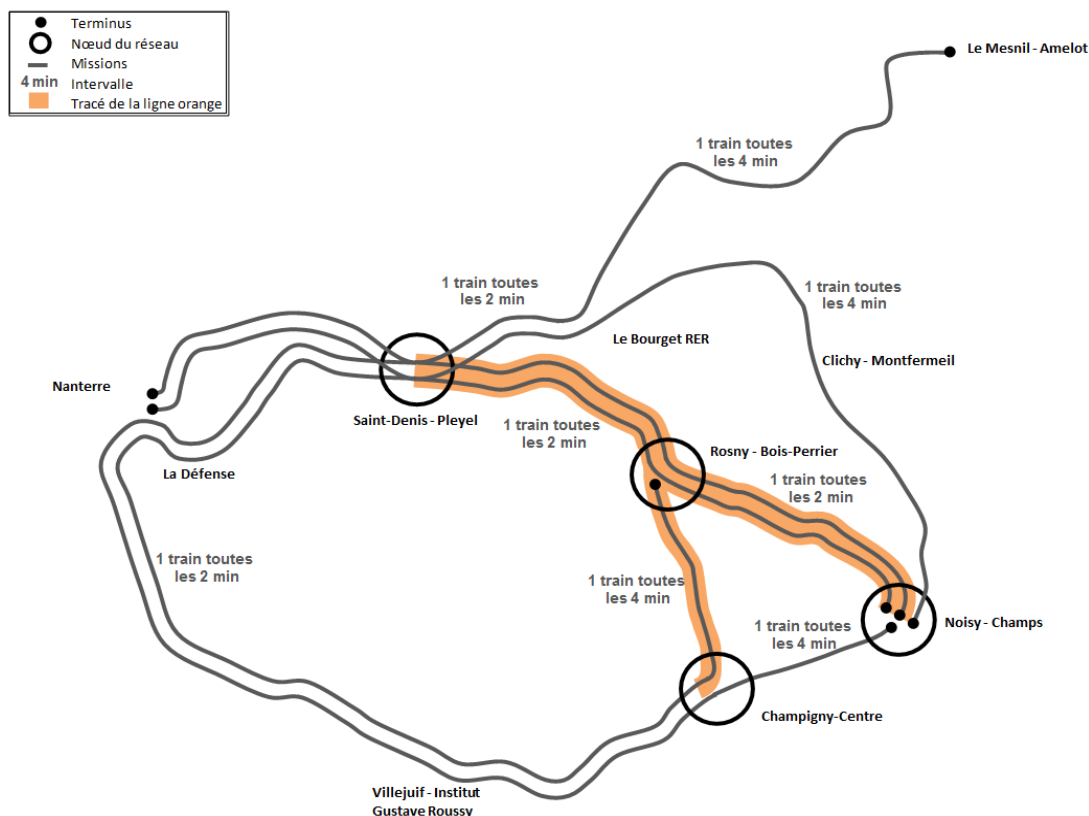 Terminus
Nœud du réseau
Missions
4 min Intervalle
Tracé de la ligne orange
Le Mesnil - Amelot
1 train toutes
les 4 min
1 train toutes
les 2 min
1 train toutes
les 4 min
Le Bourget RER
Clichy - Montfermeil
Nanterre
Saint-Denis - Pleyel
1 train toutes
les 2 min
Rosny - Bois-Perrier
La Défense
1 train toutes
les 2 min
1 train toutes
les 2 min
1 train toutes
les 4 min
1 train toutes
les 4 min
Noisy - Champs
Champigny-Centre
Villejuif - Institut
Gustave Roussy